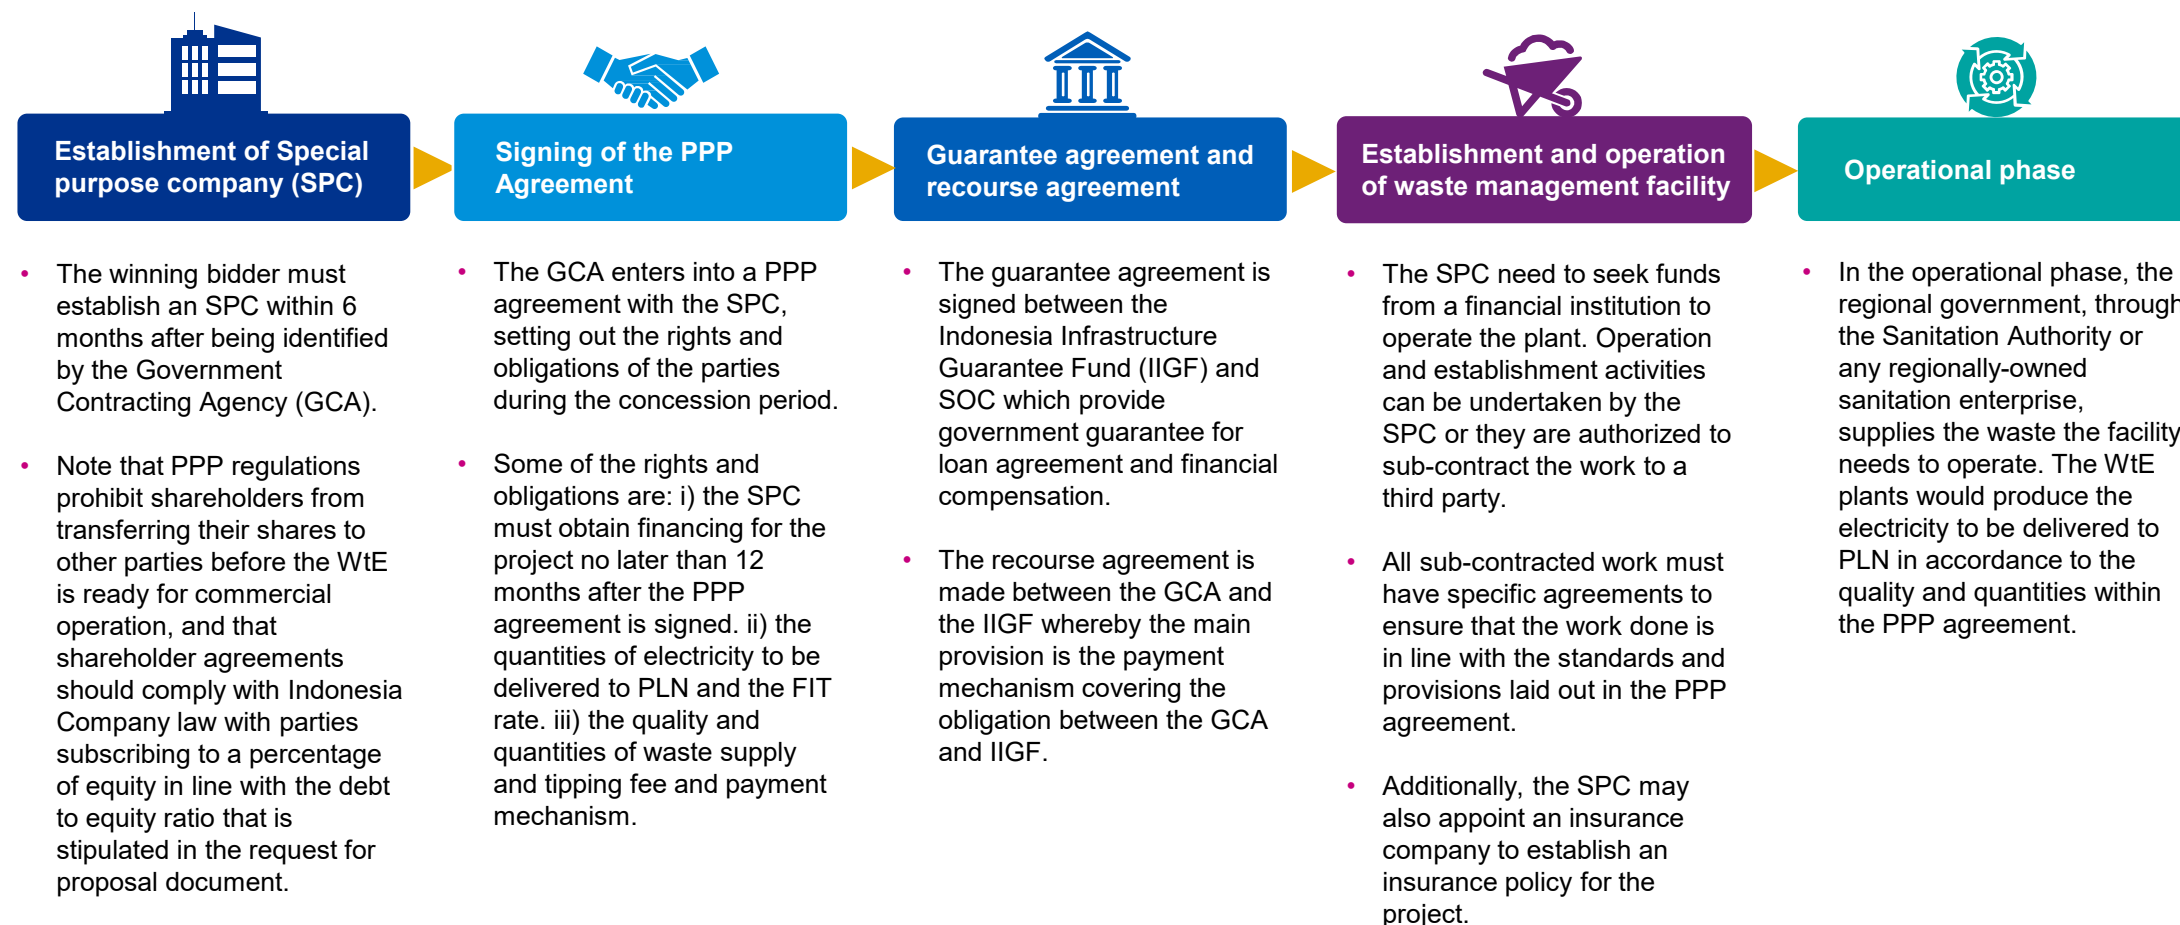 Establishment of Special
purpose company (SPC)
• The winning bidder must
establish an SPC within 6
months after being identified
by the Government
Contracting Agency (GCA).
• Note that PPP regulations
prohibit shareholders from
transferring their shares to
other parties before the WtE
is ready for commercial
operation, and that
shareholder agreements
should comply with Indonesia
Company law with parties
subscribing to a percentage
of equity in line with the debt
to equity ratio that is
stipulated in the request for
proposal document.
Signing of the PPP
Agreement
• The GCA enters into a PPP
agreement with the SPC,
setting out the rights and
obligations of the parties
during the concession period.
• Some of the rights and
obligations are: i) the SPC
must obtain financing for the
project no later than 12
months after the PPP
agreement is signed. ii) the
quantities of electricity to be
delivered to PLN and the FIT
rate. iii) the quality and
quantities of waste supply
and tipping fee and payment
mechanism.
Guarantee agreement and
recourse agreement
• The guarantee agreement is
signed between the
Indonesia Infrastructure
Guarantee Fund (IIGF) and
SOC which provide
government guarantee for
loan agreement and financial
compensation.
• The recourse agreement is
made between the GCA and
the IIGF whereby the main
provision is the payment
mechanism covering the
obligation between the GCA
and IIGF.
Establishment and operation
of waste management facility
• The SPC need to seek funds
from a financial institution to
operate the plant. Operation
and establishment activities
can be undertaken by the
SPC or they are authorized to
sub-contract the work to a
third party.
• All sub-contracted work must
have specific agreements to
ensure that the work done is
in line with the standards and
provisions laid out in the PPP
agreement.
• Additionally, the SPC may
also appoint an insurance
company to establish an
insurance policy for the
project.
Operational phase
• In the operational phase, the
regional government, through
the Sanitation Authority or
any regionally-owned
sanitation enterprise,
supplies the waste the facility
needs to operate. The WtE
plants would produce the
electricity to be delivered to
PLN in accordance to the
quality and quantities within
the PPP agreement.